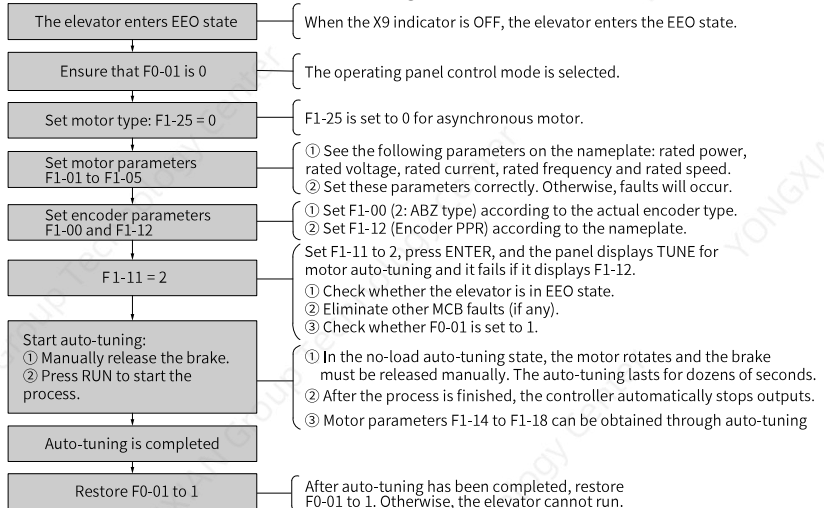 The elevator enters EEO state
When the X9 indicator is OFF, the elevator enters the EEO state.
Ensure that F0-01 is 0
The operating panel control mode is selected.
Set motor type: F1-25 = 0
F1-25 is set to 0 for asynchronous motor.
Set motor parameters
F1-01 to F1-05
① See the following parameters on the nameplate: rated power,
rated voltage, rated current, rated frequency and rated speed.
② Set these parameters correctly. Otherwise, faults will occur.
Set encoder parameters
F1-00 and F1-12
① Set F1-00 (2: ABZ type) according to the actual encoder type.
② Set F1-12 (Encoder PPR) according to the nameplate.
F1-11 = 2
Set F1-11 to 2, press ENTER, and the panel displays TUNE for
motor auto-tuning and it fails if it displays F1-12.
① Check whether the elevator is in EEO state.
② Eliminate other MCB faults (if any).
③ Check whether F0-01 is set to 1.
Start auto-tuning:
① Manually release the brake.
② Press RUN to start the
process.
① In the no-load auto-tuning state, the motor rotates and the brake
must be released manually. The auto-tuning lasts for dozens of seconds.
② After the process is finished, the controller automatically stops outputs.
③ Motor parameters F1-14 to F1-18 can be obtained through auto-tuning
Auto-tuning is completed
Restore F0-01 to 1
After auto-tuning has been completed, restore
F0-01 to 1. Otherwise, the elevator cannot run.